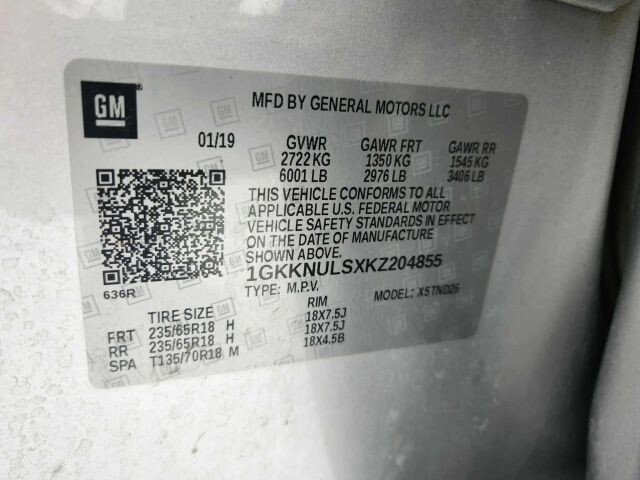 GM
MFD BY GENERAL MOTORS LLC
01/19 GVWR GAWR FRT GAWR RR
2722 KG 1350 KG 1545 KG
6001 LB 2976 LB 3406 LB
THIS VEHICLE CONFORMS TO ALL
APPLICABLE U.S. FEDERAL MOTOR
VEHICLE SAFETY STANDARDS IN EFFECT
ON THE DATE OF MANUFACTURE
SHOWN ABOVE.
1GKKNULSXKZ204855
636R
TYPE: M.P.V. MODEL: X5TND26
TIRE SIZE RIM
FRT 235/65R18 H 18X7.5J
RR 235/65R18 H 18X7.5J
SPA T135/70R18 M 18X4.5B